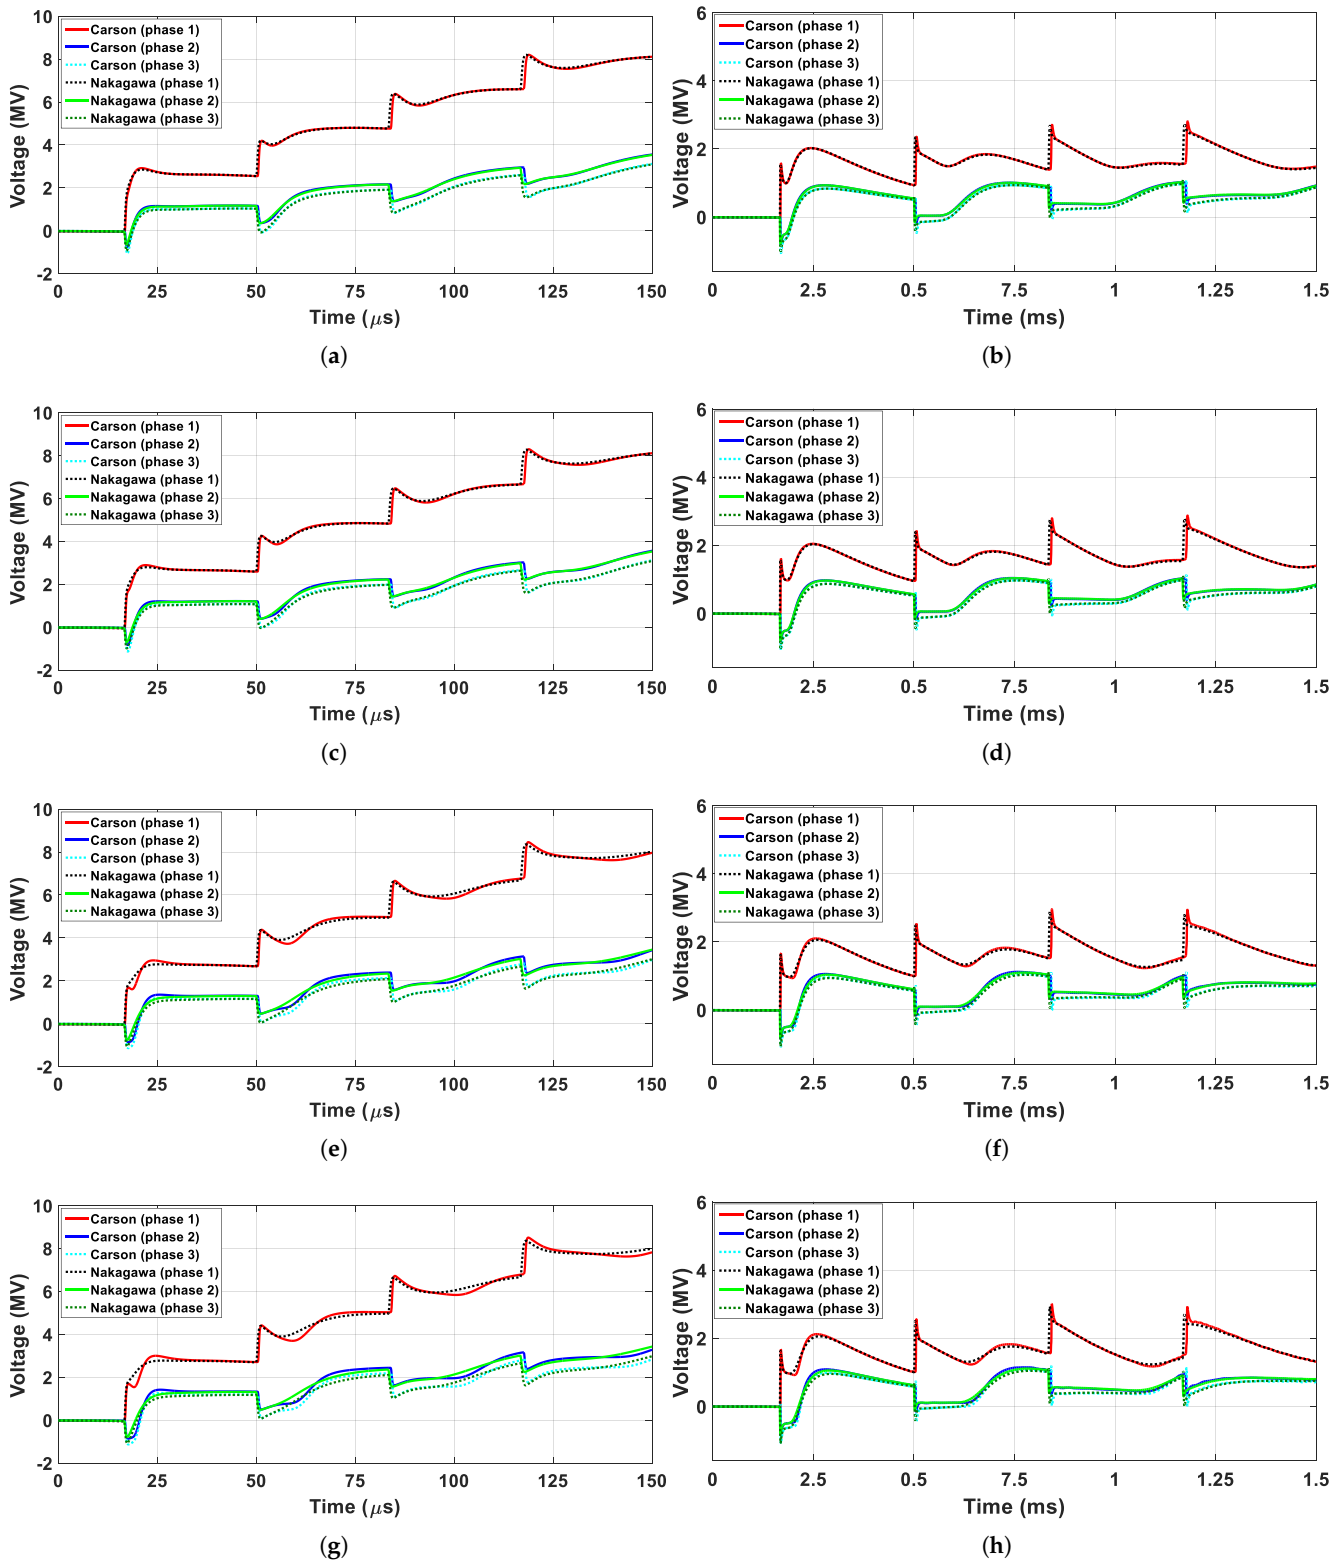 10
8
6
4
2
0
-2
Voltage (MV)
Carson (phase 1)
Carson (phase 2)
Carson (phase 3)
Nakagawa (phase 1)
Nakagawa (phase 2)
Nakagawa (phase 3)
0 25 50 75 100 125 150
Time (μs)
(a)
6
4
2
0
Voltage (MV)
Carson (phase 1)
Carson (phase 2)
Carson (phase 3)
Nakagawa (phase 1)
Nakagawa (phase 2)
Nakagawa (phase 3)
0 2.5 0.5 7.5 1 1.25 1.5
Time (ms)
(b)
10
8
6
4
2
0
-2
Voltage (MV)
Carson (phase 1)
Carson (phase 2)
Carson (phase 3)
Nakagawa (phase 1)
Nakagawa (phase 2)
Nakagawa (phase 3)
0 25 50 75 100 125 150
Time (μs)
(c)
6
4
2
0
Voltage (MV)
Carson (phase 1)
Carson (phase 2)
Carson (phase 3)
Nakagawa (phase 1)
Nakagawa (phase 2)
Nakagawa (phase 3)
0 2.5 0.5 7.5 1 1.25 1.5
Time (ms)
(d)
10
8
6
4
2
0
-2
Voltage (MV)
Carson (phase 1)
Carson (phase 2)
Carson (phase 3)
Nakagawa (phase 1)
Nakagawa (phase 2)
Nakagawa (phase 3)
0 25 50 75 100 125 150
Time (μs)
(e)
6
4
2
0
Voltage (MV)
Carson (phase 1)
Carson (phase 2)
Carson (phase 3)
Nakagawa (phase 1)
Nakagawa (phase 2)
Nakagawa (phase 3)
0 2.5 0.5 7.5 1 1.25 1.5
Time (ms)
(f)
10
8
6
4
2
0
-2
Voltage (MV)
Carson (phase 1)
Carson (phase 2)
Carson (phase 3)
Nakagawa (phase 1)
Nakagawa (phase 2)
Nakagawa (phase 3)
0 25 50 75 100 125 150
Time (μs)
(g)
6
4
2
0
Voltage (MV)
Carson (phase 1)
Carson (phase 2)
Carson (phase 3)
Nakagawa (phase 1)
Nakagawa (phase 2)
Nakagawa (phase 3)
0 2.5 0.5 7.5 1 1.25 1.5
Time (ms)
(h)